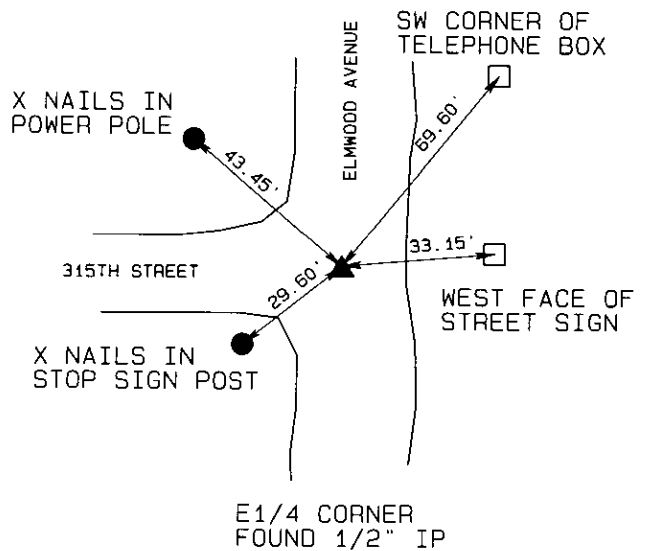 SW CORNER OF
TELEPHONE BOX
ELMWOOD AVENUE
X NAILS IN
POWER POLE
43.45'
69.60'
315TH STREET
29.60'
33.15'
WEST FACE OF
STREET SIGN
X NAILS IN
STOP SIGN POST
E1/4 CORNER
FOUND 1/2" IP